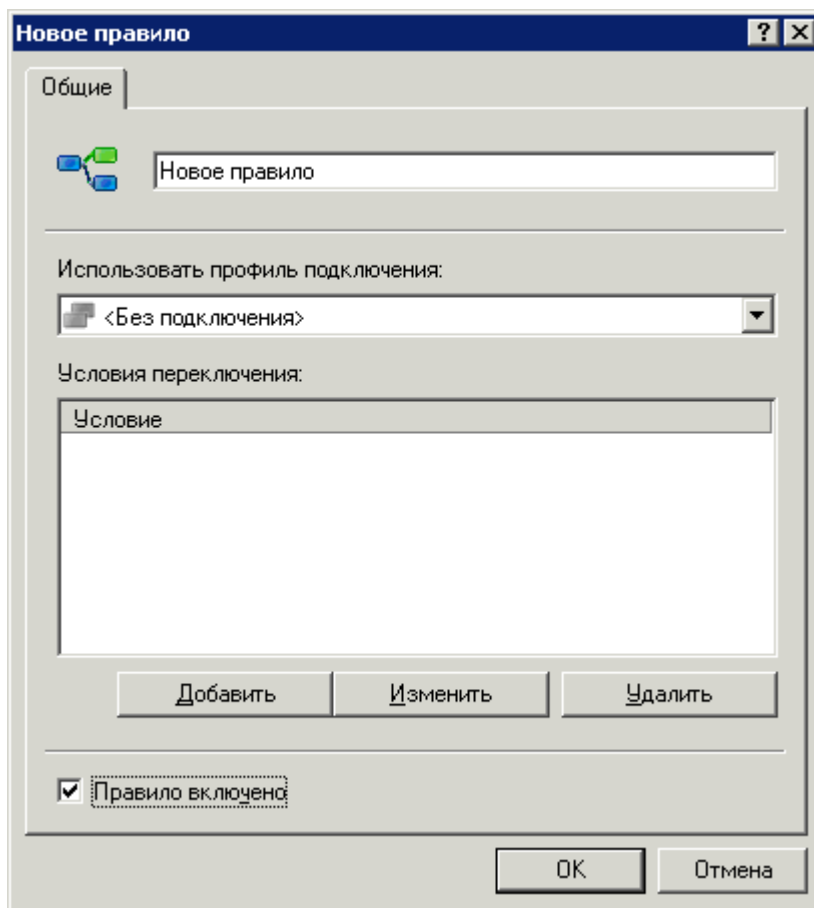 Новое правило
Общие
Новое правило
Использовать профиль подключения:
<Без подключения>
Условия переключения:
Условие
Добавить Изменить Удалить
Правило включено
OK Отмена